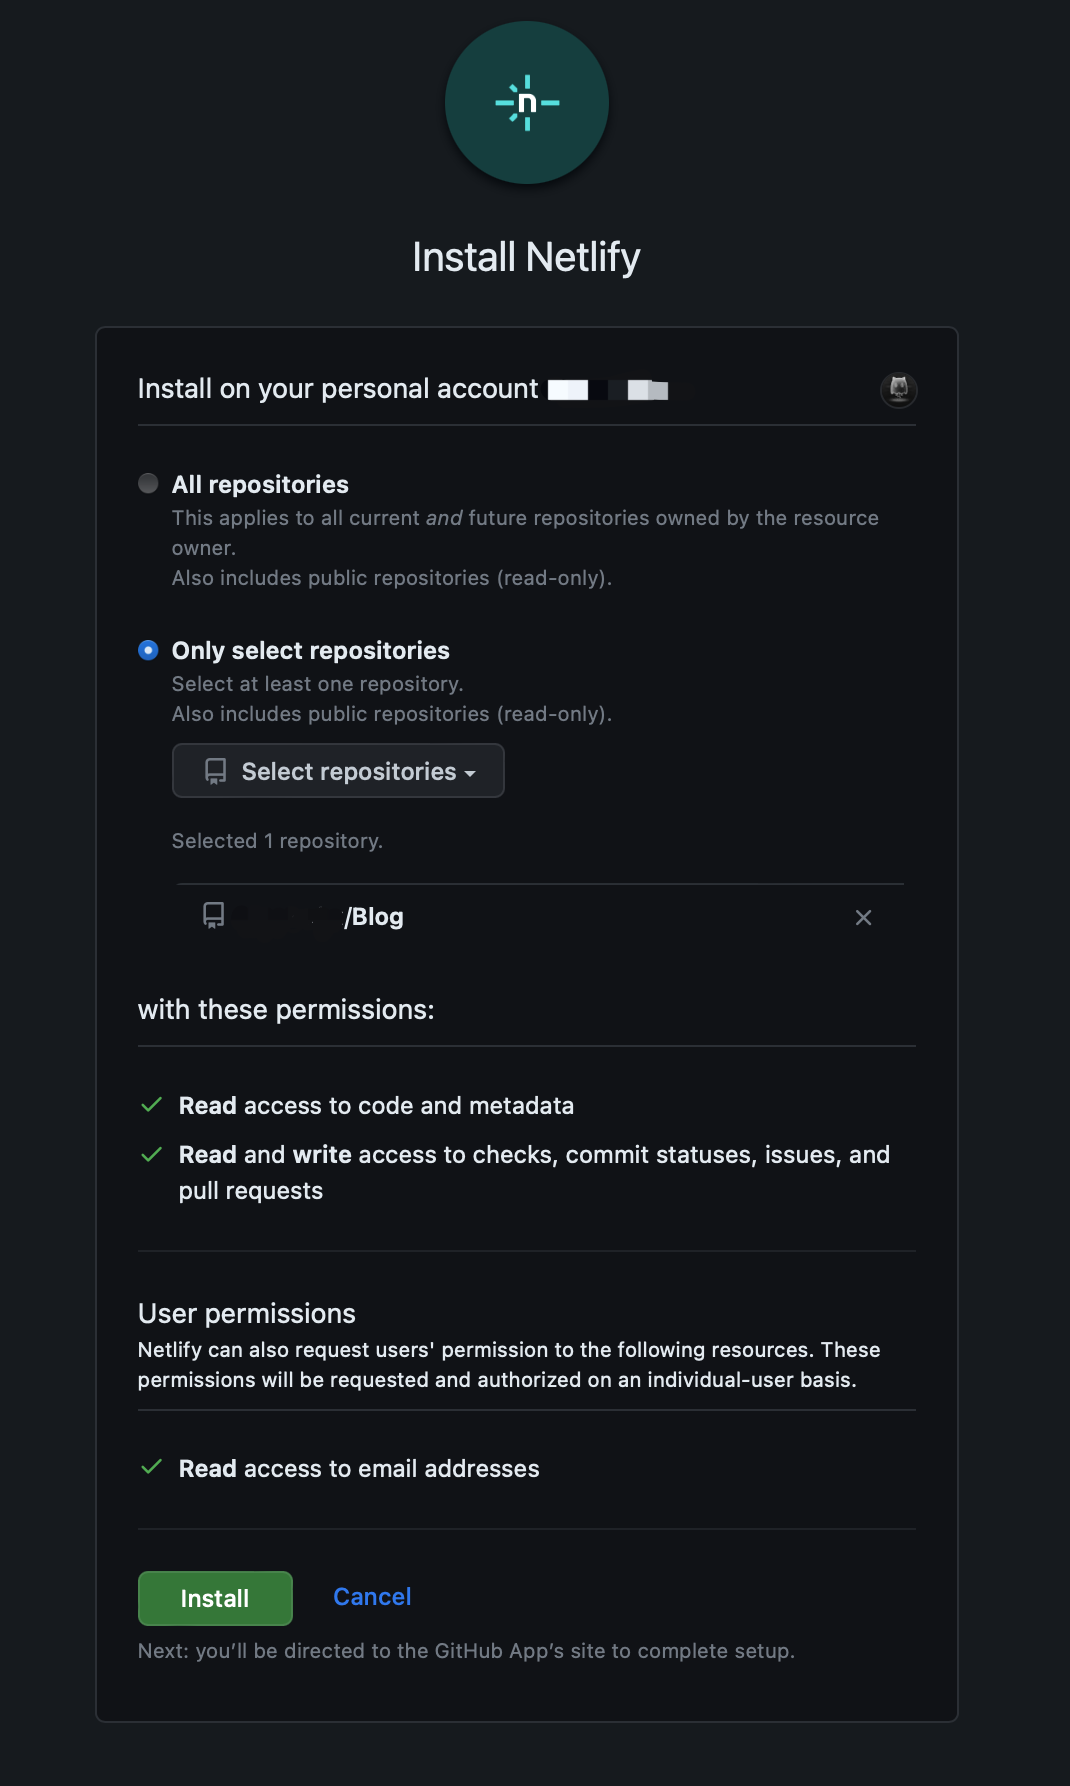 n
Install Netlify
Install on your personal account
All repositories
This applies to all current and future repositories owned by the resource
owner.
Also includes public repositories (read-only).
Only select repositories
Select at least one repository.
Also includes public repositories (read-only).
Select repositories
Selected 1 repository.
/Blog
with these permissions:
Read access to code and metadata
Read and write access to checks, commit statuses, issues, and
pull requests
User permissions
Netlify can also request users' permission to the following resources. These
permissions will be requested and authorized on an individual-user basis.
Read access to email addresses
Install Cancel
Next: you’ll be directed to the GitHub App’s site to complete setup.